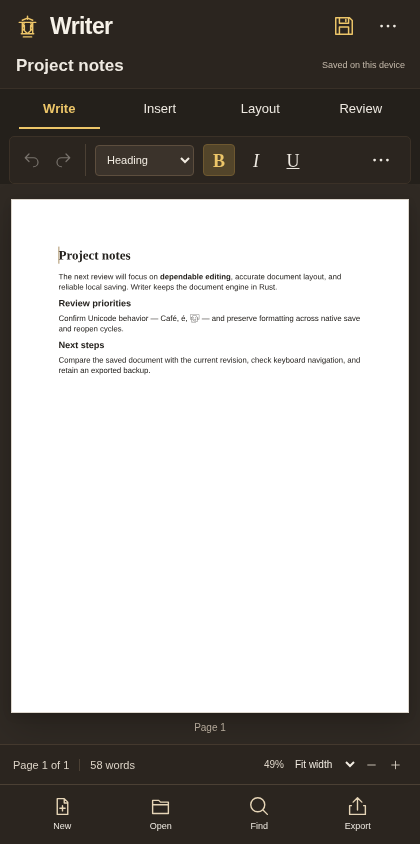 Writer
Project notes
Saved on this device
Write Insert Layout Review
Heading B I U
Project notes
The next review will focus on dependable editing, accurate document layout, and
reliable local saving. Writer keeps the document engine in Rust.
Review priorities
Confirm Unicode behavior — Café, é, — and preserve formatting across native save
and reopen cycles.
Next steps
Compare the saved document with the current revision, check keyboard navigation, and
retain an exported backup.
Page 1
Page 1 of 1 58 words 49% Fit width
New Open Find Export